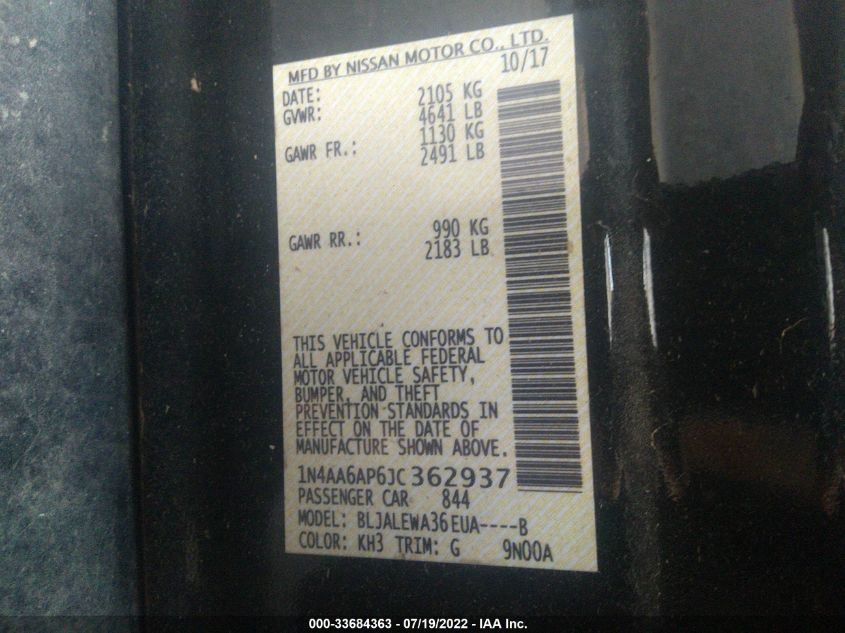 MFD BY NISSAN MOTOR CO., LTD.
DATE: 10/17
GVWR: 2105 KG
4641 LB
GAWR FR.: 1130 KG
2491 LB
GAWR RR.: 990 KG
2183 LB
THIS VEHICLE CONFORMS TO
ALL APPLICABLE FEDERAL
MOTOR VEHICLE SAFETY,
BUMPER, AND THEFT
PREVENTION STANDARDS IN
EFFECT ON THE DATE OF
MANUFACTURE SHOWN ABOVE.
1N4AA6AP6JC362937
PASSENGER CAR 844
MODEL: BLJALEWA36EUA----B
COLOR: KH3 TRIM: G 9N00A
000-33684363 - 07/19/2022 - IAA Inc.